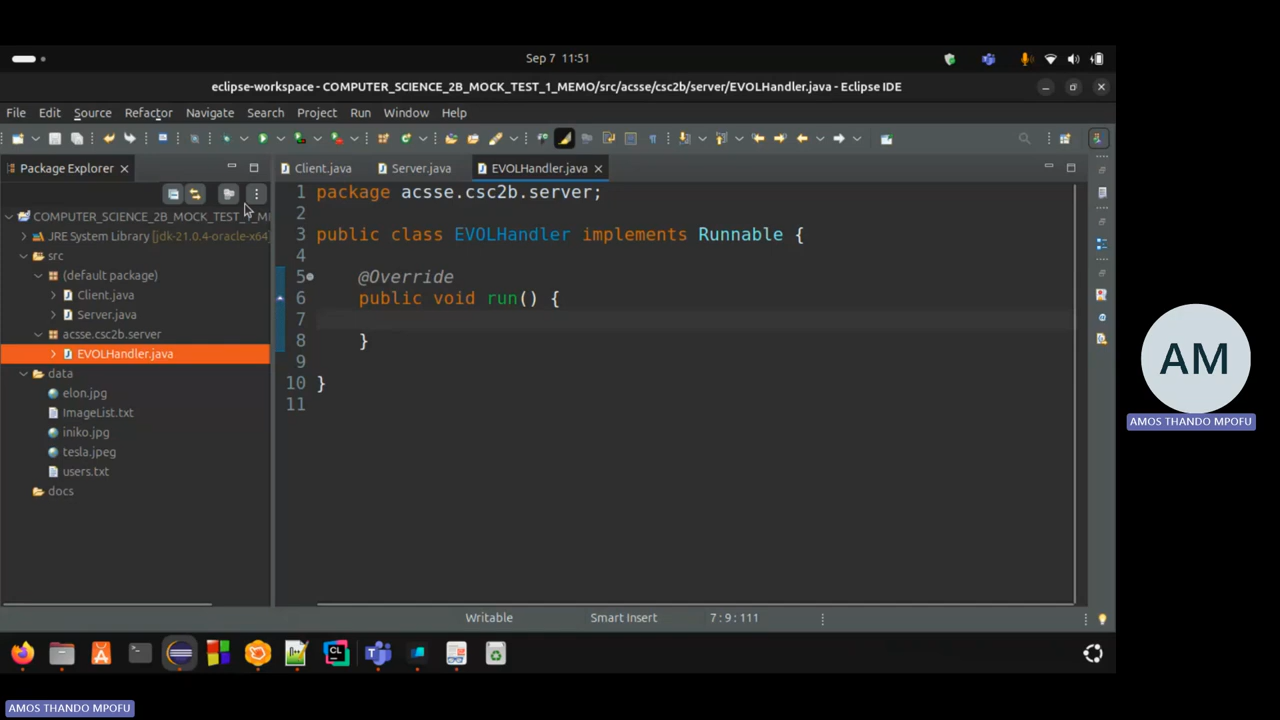 Sep 7 11:51
eclipse-workspace - COMPUTER_SCIENCE_2B_MOCK_TEST_1_MEMO/src/acsse/csc2b/server/EVOLHandler.java - Eclipse IDE
File Edit Source Refactor Navigate Search Project Run Window Help
Package Explorer
Client.java Server.java EVOLHandler.java
COMPUTER_SCIENCE_2B_MOCK_TEST_1_M
JRE System Library [jdk-21.0.4-oracle-x64]
src
(default package)
Client.java
Server.java
acsse.csc2b.server
EVOLHandler.java
data
elon.jpg
ImageList.txt
iniko.jpg
tesla.jpeg
users.txt
docs
1 package acsse.csc2b.server;
2
3 public class EVOLHandler implements Runnable {
4
5 @Override
6 public void run() {
7
8 }
9
10 }
11
Writable Smart Insert 7 : 9 : 111
CL
AM
AMOS THANDO MPOFU
AMOS THANDO MPOFU